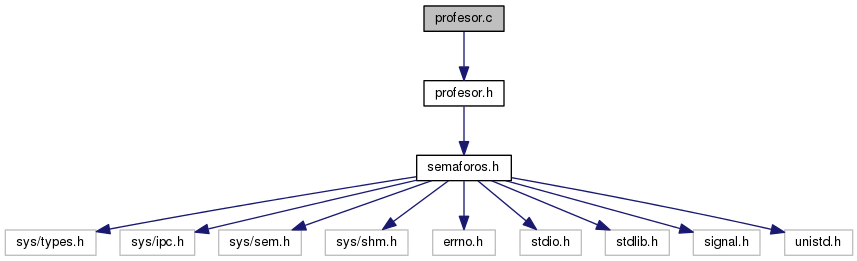 profesor.c
profesor.h
semaforos.h
sys/types.h
sys/ipc.h
sys/sem.h
sys/shm.h
errno.h
stdio.h
stdlib.h
signal.h
unistd.h